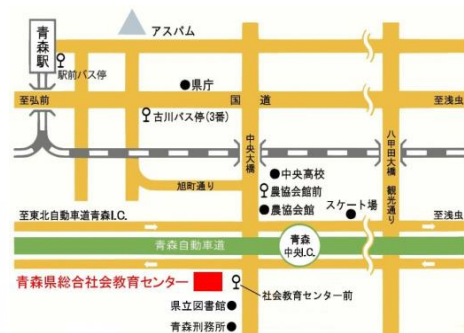 アスパム
青森駅
駅前バス停
県庁
至弘前
国道
至浅虫
古川バス停(3番)
中央大橋
八甲田大橋 観光通り
中央高校
旭町通り
農協会館前
農協会館
スケート場
至東北自動車道青森I.C.
至浅虫
青森自動車道
青森中央I.C.
青森県総合社会教育センター
社会教育センター前
県立図書館
青森刑務所